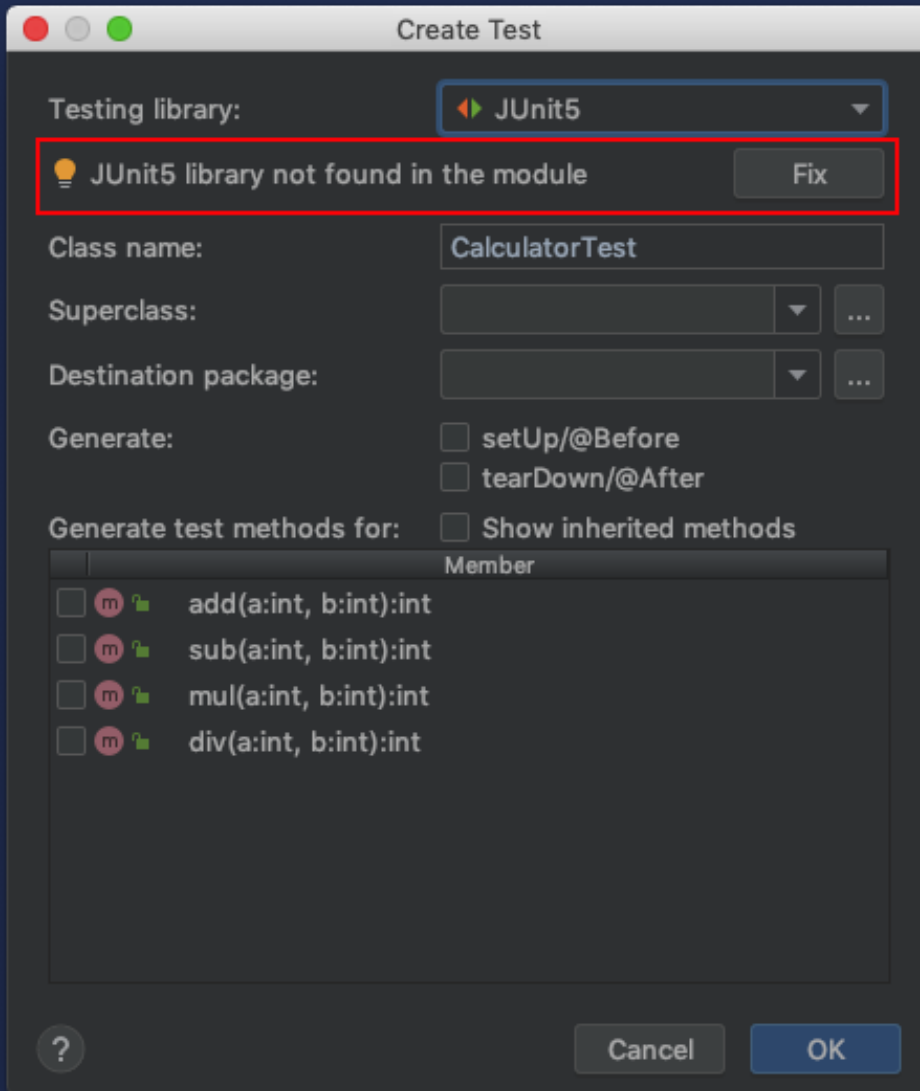 Create Test
Testing library: JUnit5
JUnit5 library not found in the module Fix
Class name: CalculatorTest
Superclass: ...
Destination package: ...
Generate: setUp/@Before
tearDown/@After
Generate test methods for: Show inherited methods
Member
m add(a:int, b:int):int
m sub(a:int, b:int):int
m mul(a:int, b:int):int
m div(a:int, b:int):int
? Cancel OK